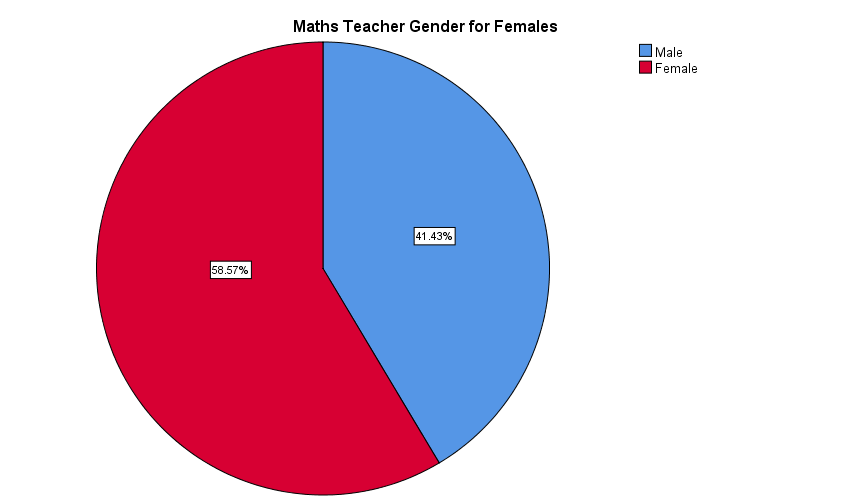 Maths Teacher Gender for Females
Male
Female
41.43%
58.57%